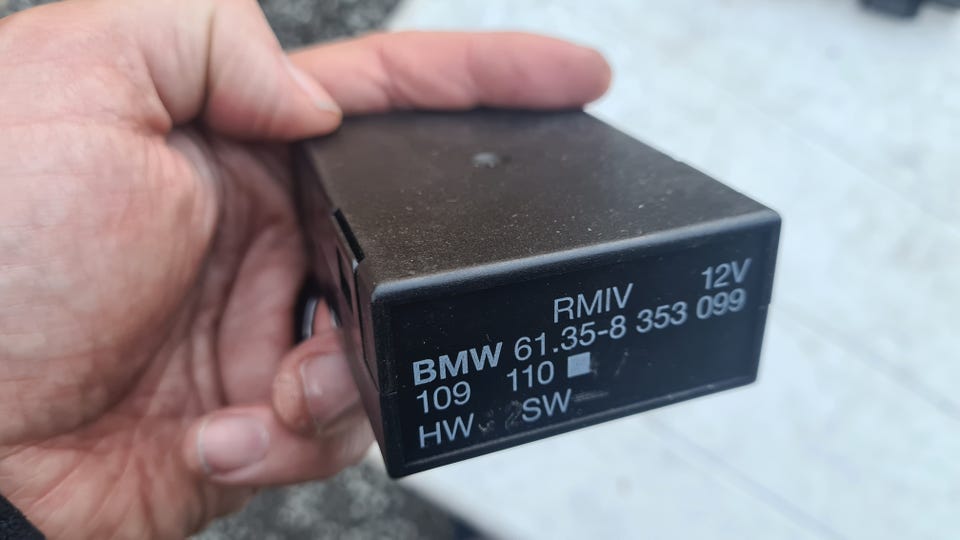 RMIV 12V
BMW 61.35-8 353 099
109 110
HW SW